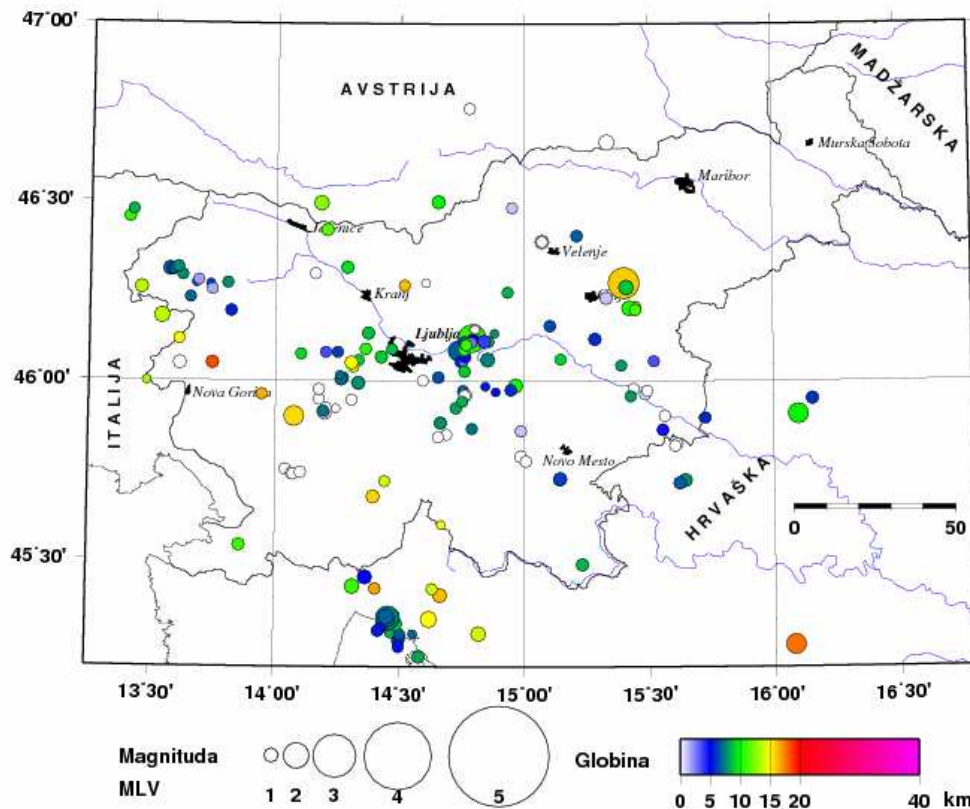 47°00'
46°30'
46°00'
45°30'
AVSTRIJA
MADŽARSKA
Murska Sobota
Maribor
Velenje
Kranj
Ljublja
ITALIJA
Nova Gorica
Novo Mesto
HRVAŠKA
0 50
13°30' 14°00' 14°30' 15°00' 15°30' 16°00' 16°30'
Magnituda
MLV
1 2 3 4 5
Globina
0 5 10 15 20 40 km